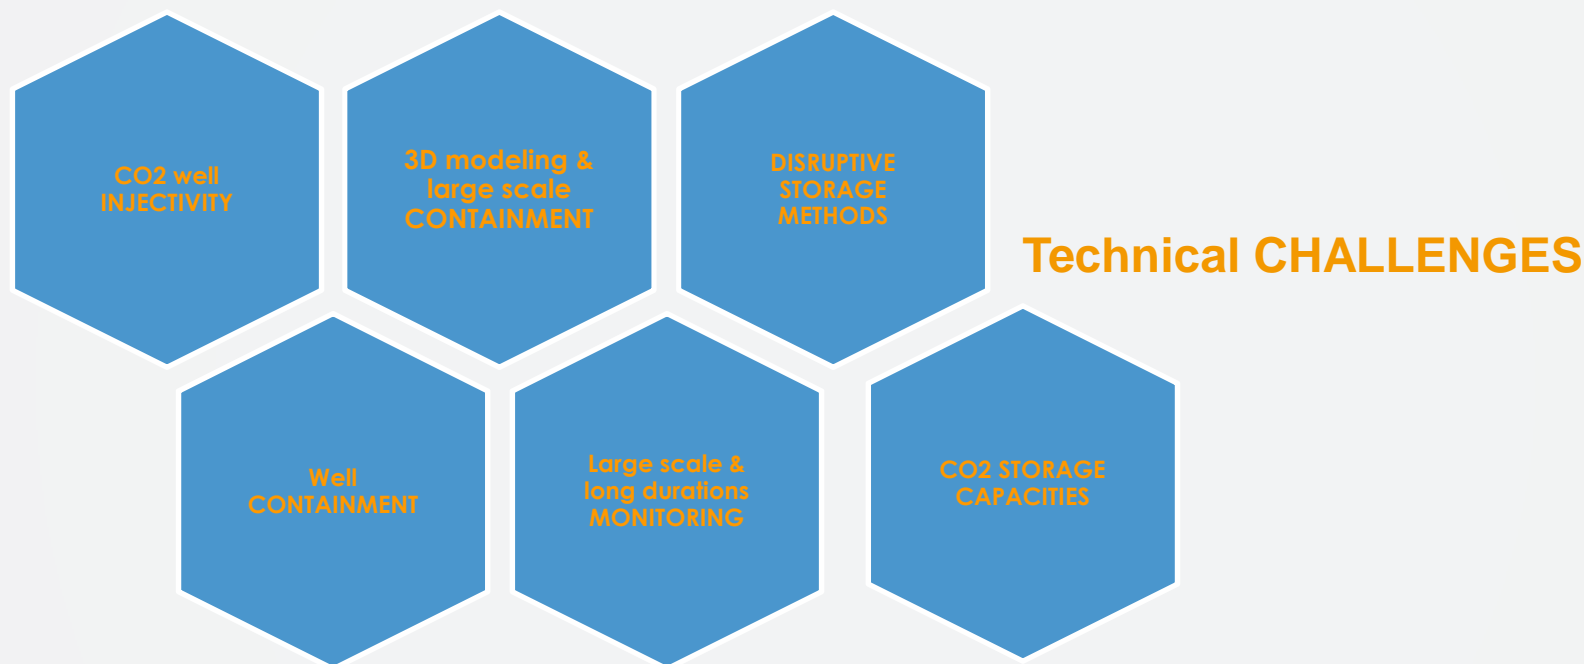 CO2 well
INJECTIVITY
3D modeling &
large scale
CONTAINMENT
DISRUPTIVE
STORAGE
METHODS
Technical CHALLENGES
Well
CONTAINMENT
Large scale &
long durations
MONITORING
CO2 STORAGE
CAPACITIES